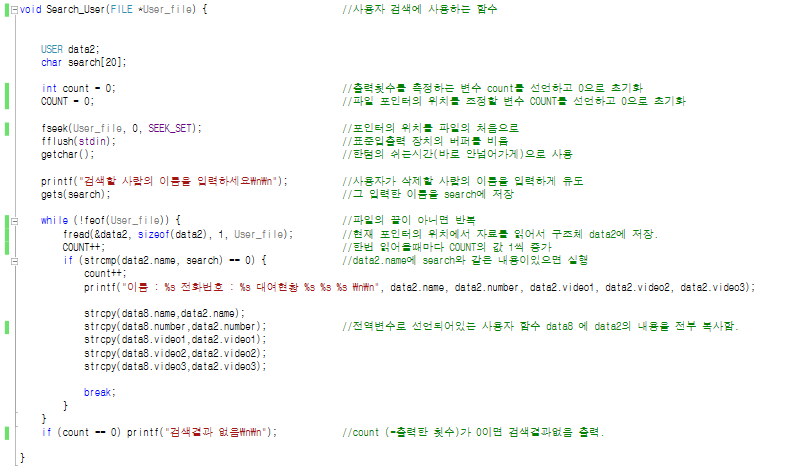 void Search_User(FILE *User_file) { //사용자 검색에 사용하는 함수
USER data2;
char search[20];
int count = 0; //출력횟수를 측정하는 변수 count를 선언하고 0으로 초기화
COUNT = 0; //파일 포인터의 위치를 조정할 변수 COUNT를 선언하고 0으로 초기화
fseek(User_file, 0, SEEK_SET); //포인터의 위치를 파일의 처음으로
fflush(stdin); //표준입출력 장치의 버퍼를 비움
getchar(); //한텀의 쉬는시간(바로 안넘어가게)으로 사용
printf("검색할 사람의 이름을 입력하세요₩n₩n"); //사용자가 삭제할 사람의 이름을 입력하게 유도
gets(search); //그 입력한 이름을 search에 저장
while (!feof(User_file)) { //파일의 끝이 아니면 반복
fread(&data2, sizeof(data2), 1, User_file); //현재 포인터의 위치에서 자료를 읽어서 구조체 data2에 저장.
COUNT++; //한번 읽어들일때마다 COUNT의 값 1씩 증가
if (strcmp(data2.name, search) == 0) { //data2.name에 search와 같은 내용이있으면 실행
count++;
printf("이름 : %s 전화번호 : %s 대여현황 %s %s %s ₩n₩n", data2.name, data2.number, data2.video1, data2.video2, data2.video3);
strcpy(data8.name,data2.name);
strcpy(data8.number,data2.number); //전역변수로 선언되어있는 사용자 함수 data8 에 data2의 내용을 전부 복사함.
strcpy(data8.video1,data2.video1);
strcpy(data8.video2,data2.video2);
strcpy(data8.video3,data2.video3);
break;
}
}
if (count == 0) printf("검색결과 없음₩n₩n"); //count (=출력한 횟수)가 0이면 검색결과없음 출력.
}